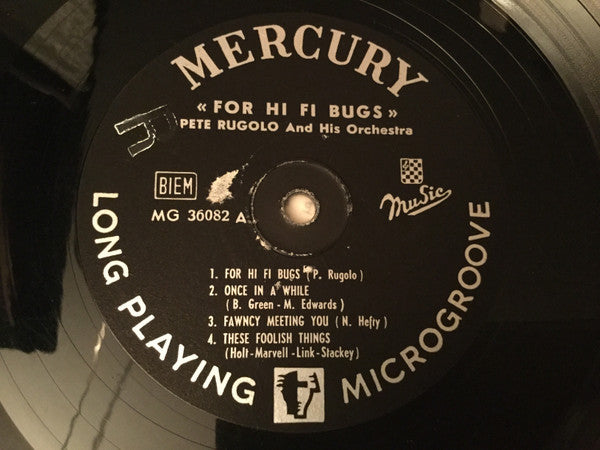 MERCURY
« FOR HI FI BUGS »
PETE RUGOLO And His Orchestra
E
BIEM
MG 36082 A
Music
1. FOR HI FI BUGS (P. Rugolo)
2. ONCE IN A WHILE
(B. Green - M. Edwards)
3. FAWNCY MEETING YOU (N. Hefty)
4. THESE FOOLISH THINGS
(Holt-Marvell-Link-Stackey)
LONG PLAYING
MICROGROOVE